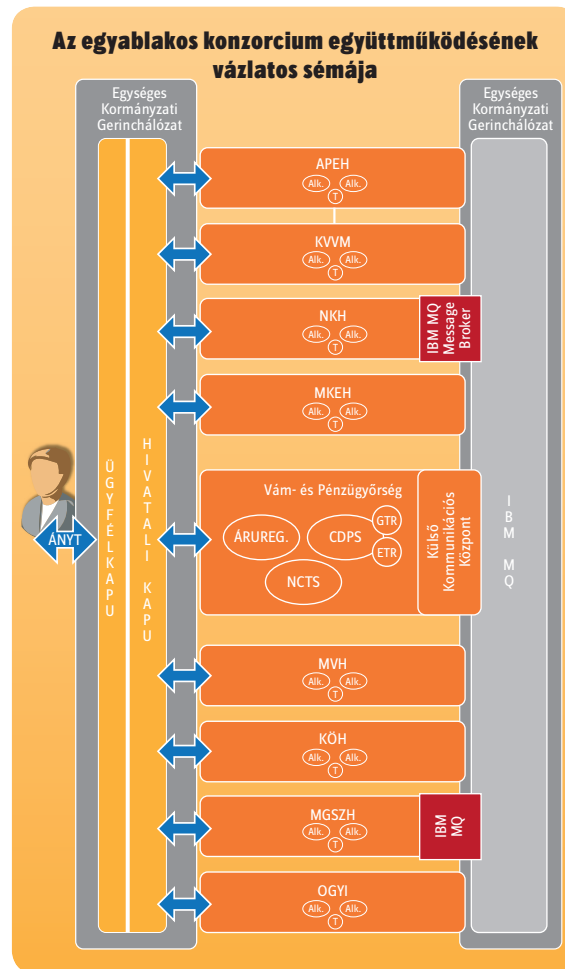 Az egyablakos konzorcium együttműködésének
vázlatos sémája
Egységes
Kormányzati
Gerinchálózat
Egységes
Kormányzati
Gerinchálózat
ÁNYT
ÜGYFÉLKAPU
HIVATALI KAPU
APEH
Alk. Alk.
T
KVVM
Alk. Alk.
T
NKH
Alk. Alk.
T
IBM MQ
Message
Broker
MKEH
Alk. Alk.
T
Vám- és Pénzügyőrség
ÁRUREG.
CDPS
GTR
ETR
NCTS
Külső
Kommunikációs
Központ
IBM MQ
MVH
Alk. Alk.
T
KÖH
Alk. Alk.
T
MGSZH
Alk. Alk.
T
IBM
MQ
OGYI
Alk. Alk.
T